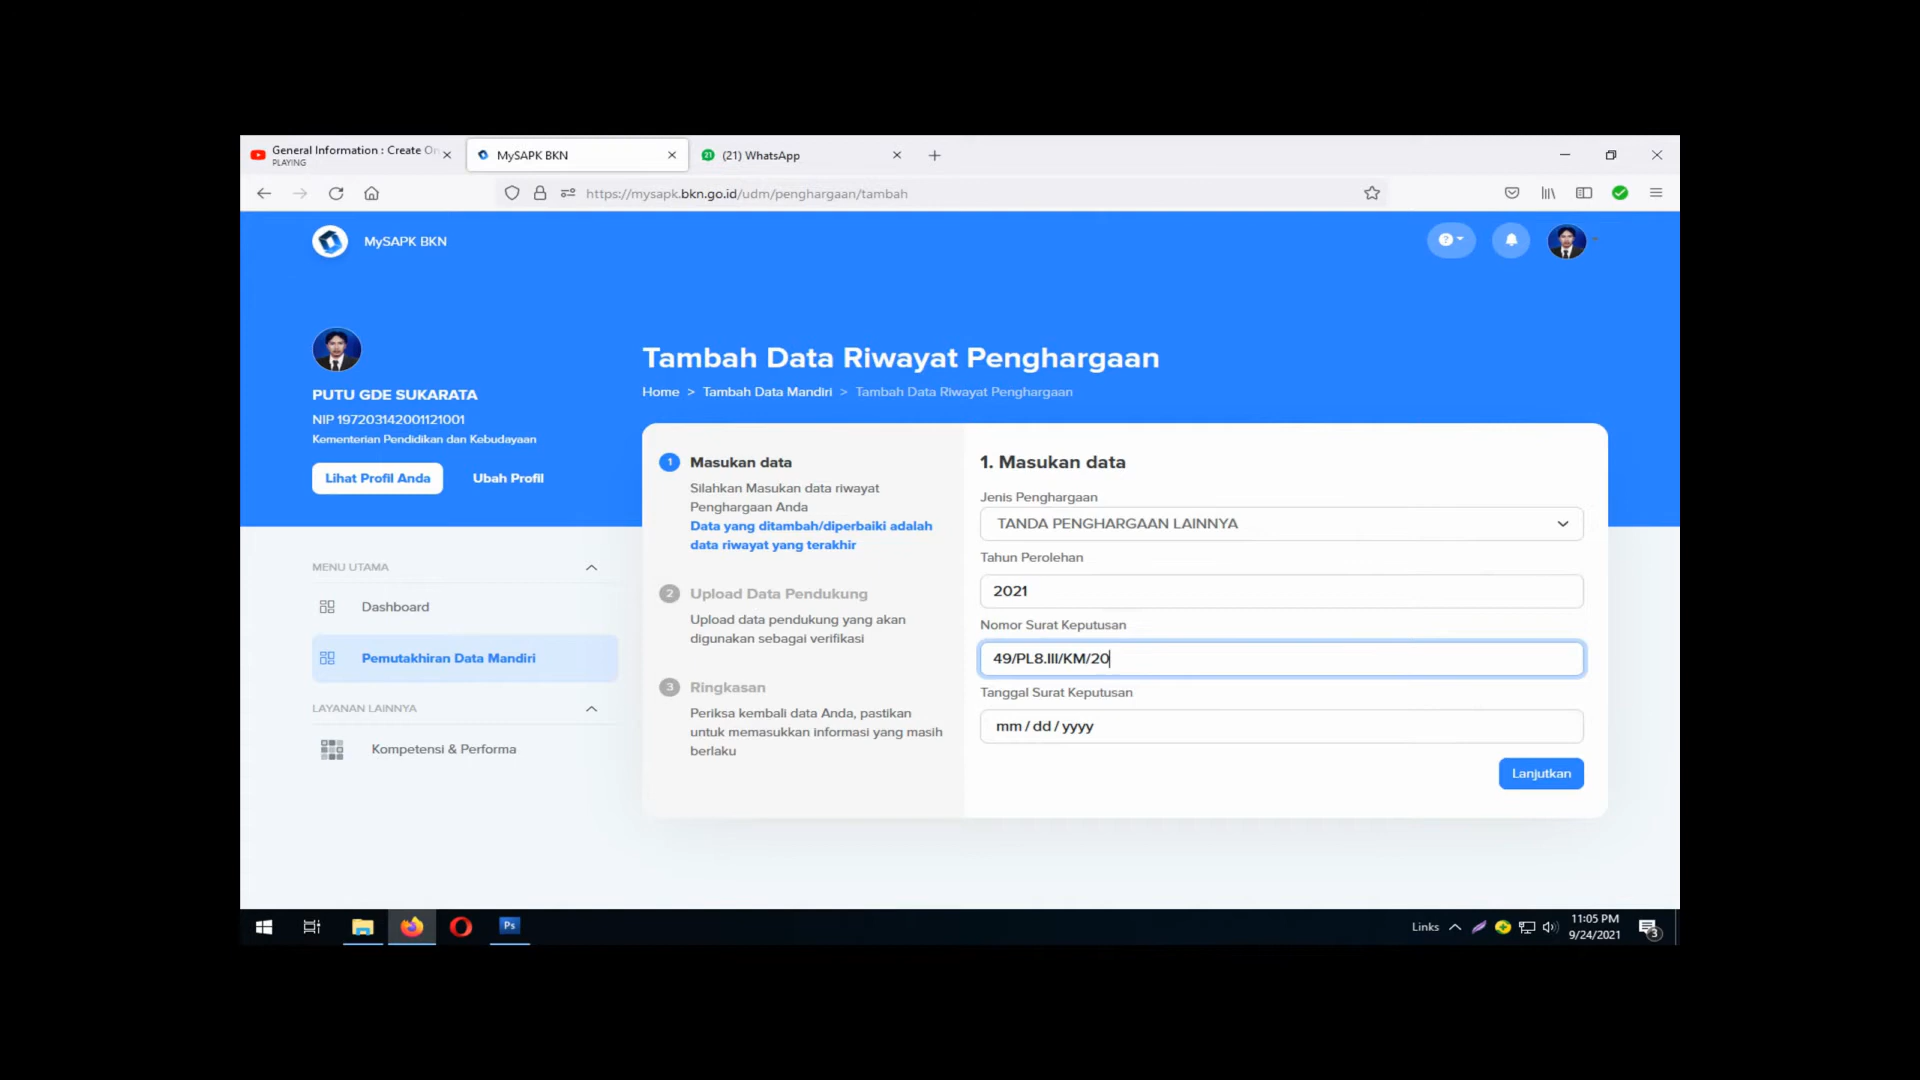 General Information : Create On
PLAYING
MySAPK BKN
(21) WhatsApp
https://mysapk.bkn.go.id/udm/penghargaan/tambah
MySAPK BKN
PUTU GDE SUKARATA
NIP 197203142001121001
Kementerian Pendidikan dan Kebudayaan
Lihat Profil Anda
Ubah Profil
MENU UTAMA
Dashboard
Pemutakhiran Data Mandiri
LAYANAN LAINNYA
Kompetensi & Performa
Tambah Data Riwayat Penghargaan
Home > Tambah Data Mandiri > Tambah Data Riwayat Penghargaan
1 Masukan data
Silahkan Masukan data riwayat
Penghargaan Anda
Data yang ditambah/diperbaiki adalah
data riwayat yang terakhir
2 Upload Data Pendukung
Upload data pendukung yang akan
digunakan sebagai verifikasi
3 Ringkasan
Periksa kembali data Anda, pastikan
untuk memasukkan informasi yang masih
berlaku
1. Masukan data
Jenis Penghargaan
TANDA PENGHARGAAN LAINNYA
Tahun Perolehan
2021
Nomor Surat Keputusan
49/PL8.III/KM/20
Tanggal Surat Keputusan
mm / dd / yyyy
Lanjutkan
Ps
Links
11:05 PM
9/24/2021
3